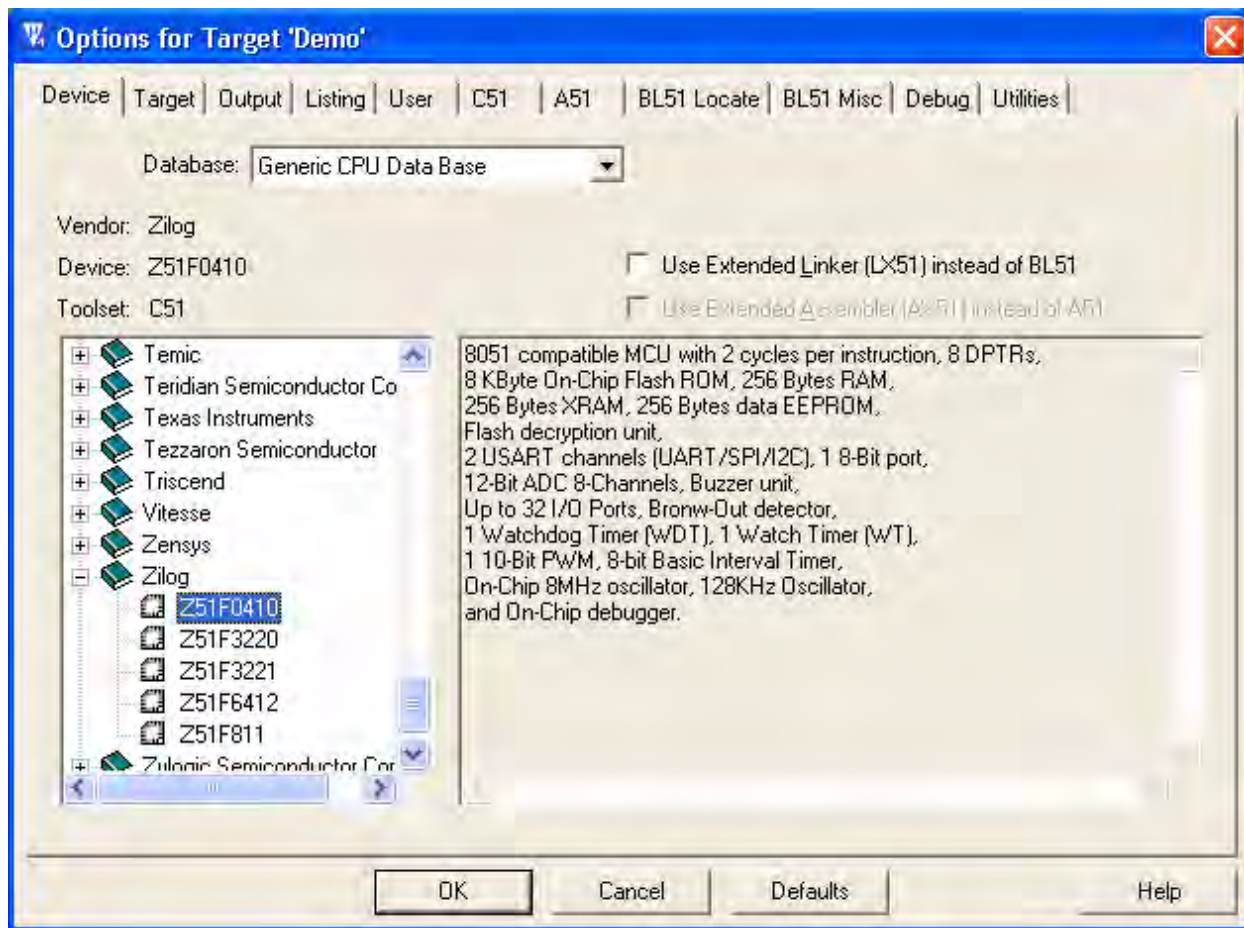 Options for Target 'Demo'
Device Target Output Listing User C51 A51 BL51 Locate BL51 Misc Debug Utilities
Database: Generic CPU Data Base
Vendor: Zilog
Device: Z51F0410
Use Extended Linker (LX51) instead of BL51
Toolset: C51
Use Extended Assembler (AX51) instead of A51
Temic
Teridian Semiconductor Co
Texas Instruments
Tezzaron Semiconductor
Triscend
Vitesse
Zensys
Zilog
Z51F0410
Z51F3220
Z51F3221
Z51F6412
Z51F811
Zylogic Semiconductor Cor
8051 compatible MCU with 2 cycles per instruction, 8 DPTRs,
8 KByte On-Chip Flash ROM, 256 Bytes RAM,
256 Bytes XRAM, 256 Bytes data EEPROM,
Flash decryption unit,
2 USART channels (UART/SPI/I2C), 1 8-Bit port,
12-Bit ADC 8-Channels, Buzzer unit,
Up to 32 I/O Ports, Bronw-Out detector,
1 Watchdog Timer (WDT), 1 Watch Timer (WT),
1 10-Bit PWM, 8-bit Basic Interval Timer,
On-Chip 8MHz oscillator, 128KHz Oscillator,
and On-Chip debugger.
OK Cancel Defaults Help